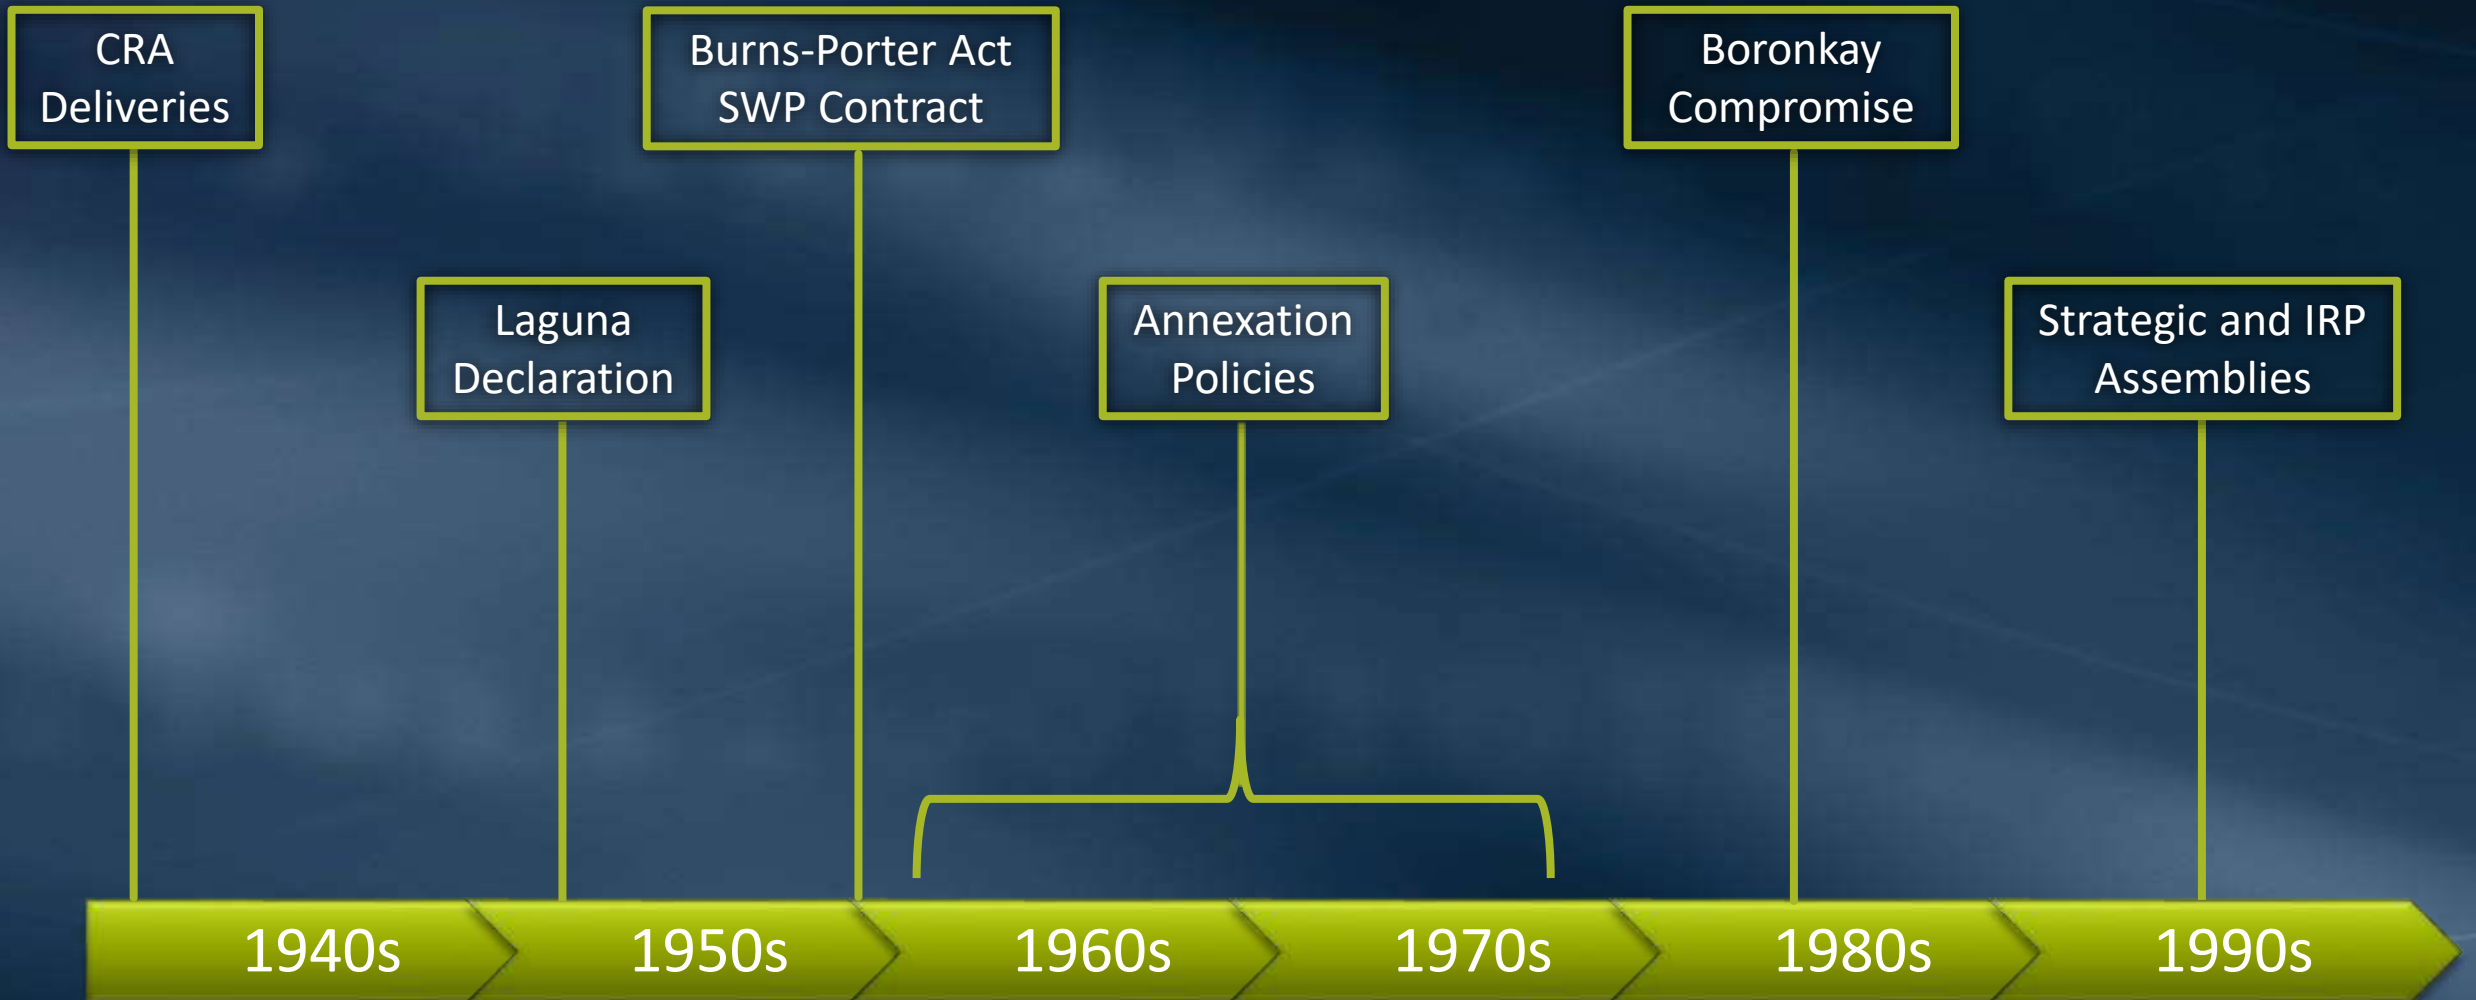 CRA
Deliveries
Burns-Porter Act
SWP Contract
Boronkay
Compromise
Laguna
Declaration
Annexation
Policies
Strategic and IRP
Assemblies
1940s
1950s
1960s
1970s
1980s
1990s